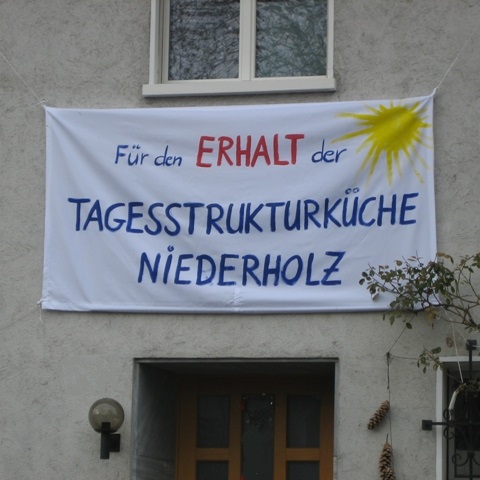 Für den ERHALT der
TAGESSTRUKTURKÜCHE
NIEDERHOLZ